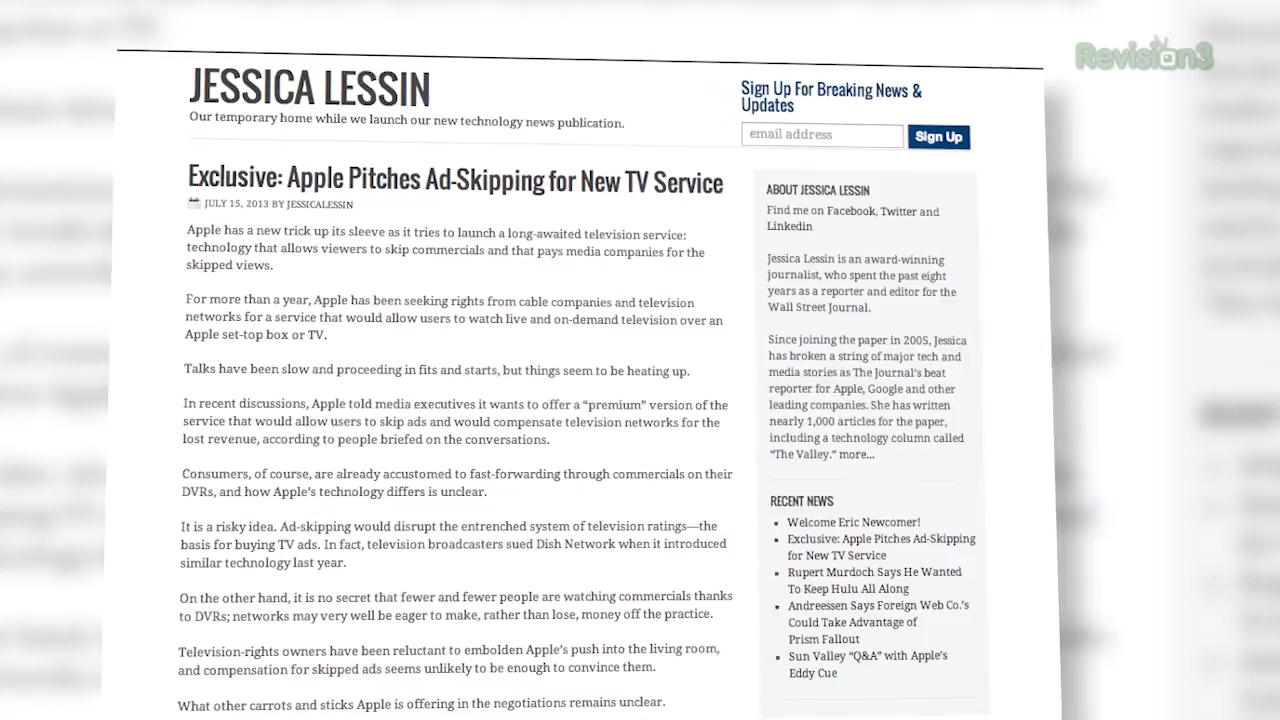 Revision3
JESSICA LESSIN
Our temporary home while we launch our new technology news publication.
Sign Up For Breaking News &
Updates
email address
Sign Up
Exclusive: Apple Pitches Ad-Skipping for New TV Service
JULY 15, 2013 BY JESSICALESSIN
Apple has a new trick up its sleeve as it tries to launch a long-awaited television service:
technology that allows viewers to skip commercials and that pays media companies for the
skipped views.
For more than a year, Apple has been seeking rights from cable companies and television
networks for a service that would allow users to watch live and on-demand television over an
Apple set-top box or TV.
Talks have been slow and proceeding in fits and starts, but things seem to be heating up.
In recent discussions, Apple told media executives it wants to offer a “premium” version of the
service that would allow users to skip ads and would compensate television networks for the
lost revenue, according to people briefed on the conversations.
Consumers, of course, are already accustomed to fast-forwarding through commercials on their
DVRs, and how Apple’s technology differs is unclear.
It is a risky idea. Ad-skipping would disrupt the entrenched system of television ratings—the
basis for buying TV ads. In fact, television broadcasters sued Dish Network when it introduced
similar technology last year.
On the other hand, it is no secret that fewer and fewer people are watching commercials thanks
to DVRs; networks may very well be eager to make, rather than lose, money off the practice.
Television-rights owners have been reluctant to embolden Apple’s push into the living room,
and compensation for skipped ads seems unlikely to be enough to convince them.
What other carrots and sticks Apple is offering in the negotiations remains unclear.
ABOUT JESSICA LESSIN
Find me on Facebook, Twitter and
Linkedin
Jessica Lessin is an award-winning
journalist, who spent the past eight
years as a reporter and editor for the
Wall Street Journal.
Since joining the paper in 2005, Jessica
has broken a string of major tech and
media stories as The Journal’s beat
reporter for Apple, Google and other
leading companies. She has written
nearly 1,000 articles for the paper,
including a technology column called
“The Valley.” more...
RECENT NEWS
Welcome Eric Newcomer!
Exclusive: Apple Pitches Ad-Skipping
for New TV Service
Rupert Murdoch Says He Wanted
To Keep Hulu All Along
Andreessen Says Foreign Web Co.’s
Could Take Advantage of
Prism Fallout
Sun Valley “Q&A” with Apple’s
Eddy Cue